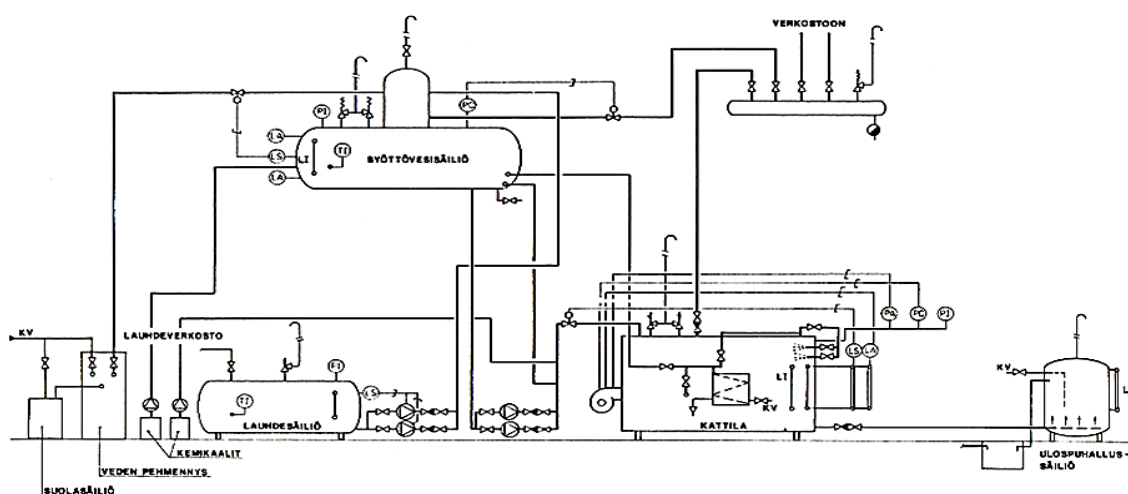 VERKOSTOON
PC
PI
LA
LS
LI
TI
SYÖTTÖVESISÄILIÖ
LA
PA
PC
PI
KV
LAUHDEVERKOSTO
PI
TI
LS
LAUHDESÄILIÖ
LS
LA
LI
KV
KATTILA
KV
ULOSPUHALLUS-
SÄILIÖ
KEMIKAALIT
VEDEN PEHMENNYS
SUOLASÄILIÖ